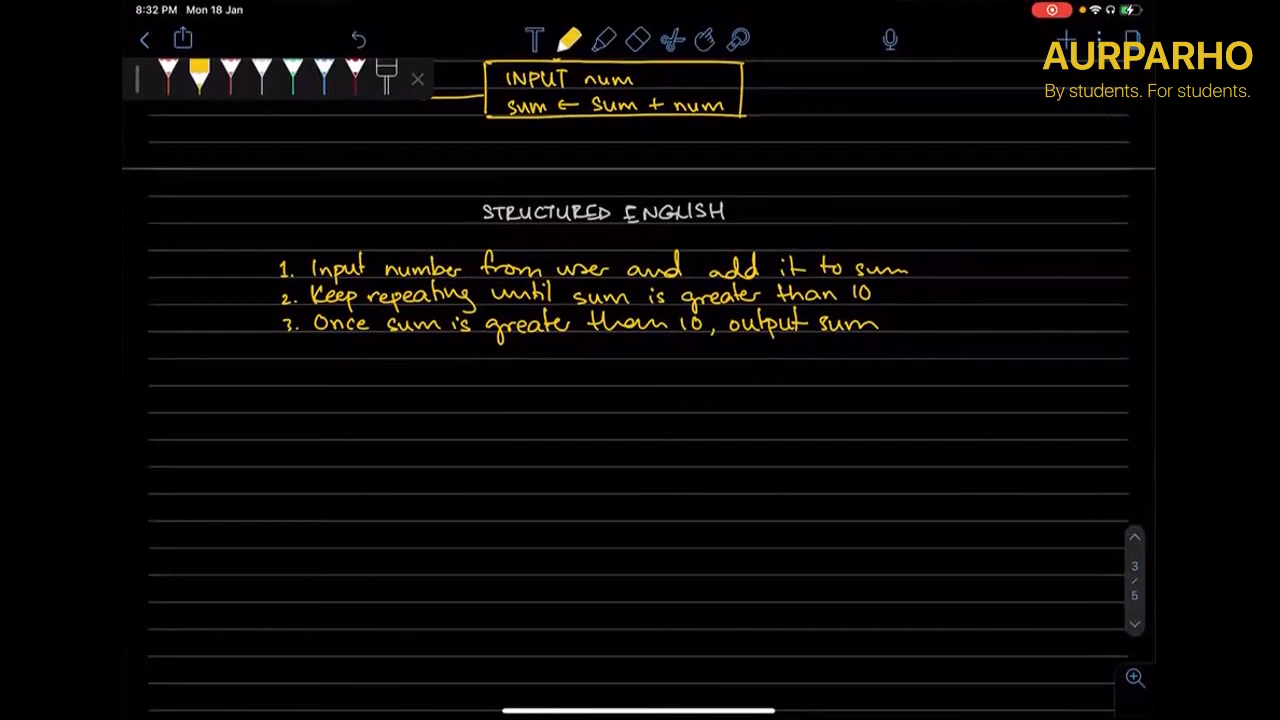 8:32 PM Mon 18 Jan
AURPARHO
By students. For students.
INPUT num
sum ← sum + num
STRUCTURED ENGLISH
1. Input number from user and add it to sum
2. Keep repeating until sum is greater than 10
3. Once sum is greater than 10, output sum
3
/
5